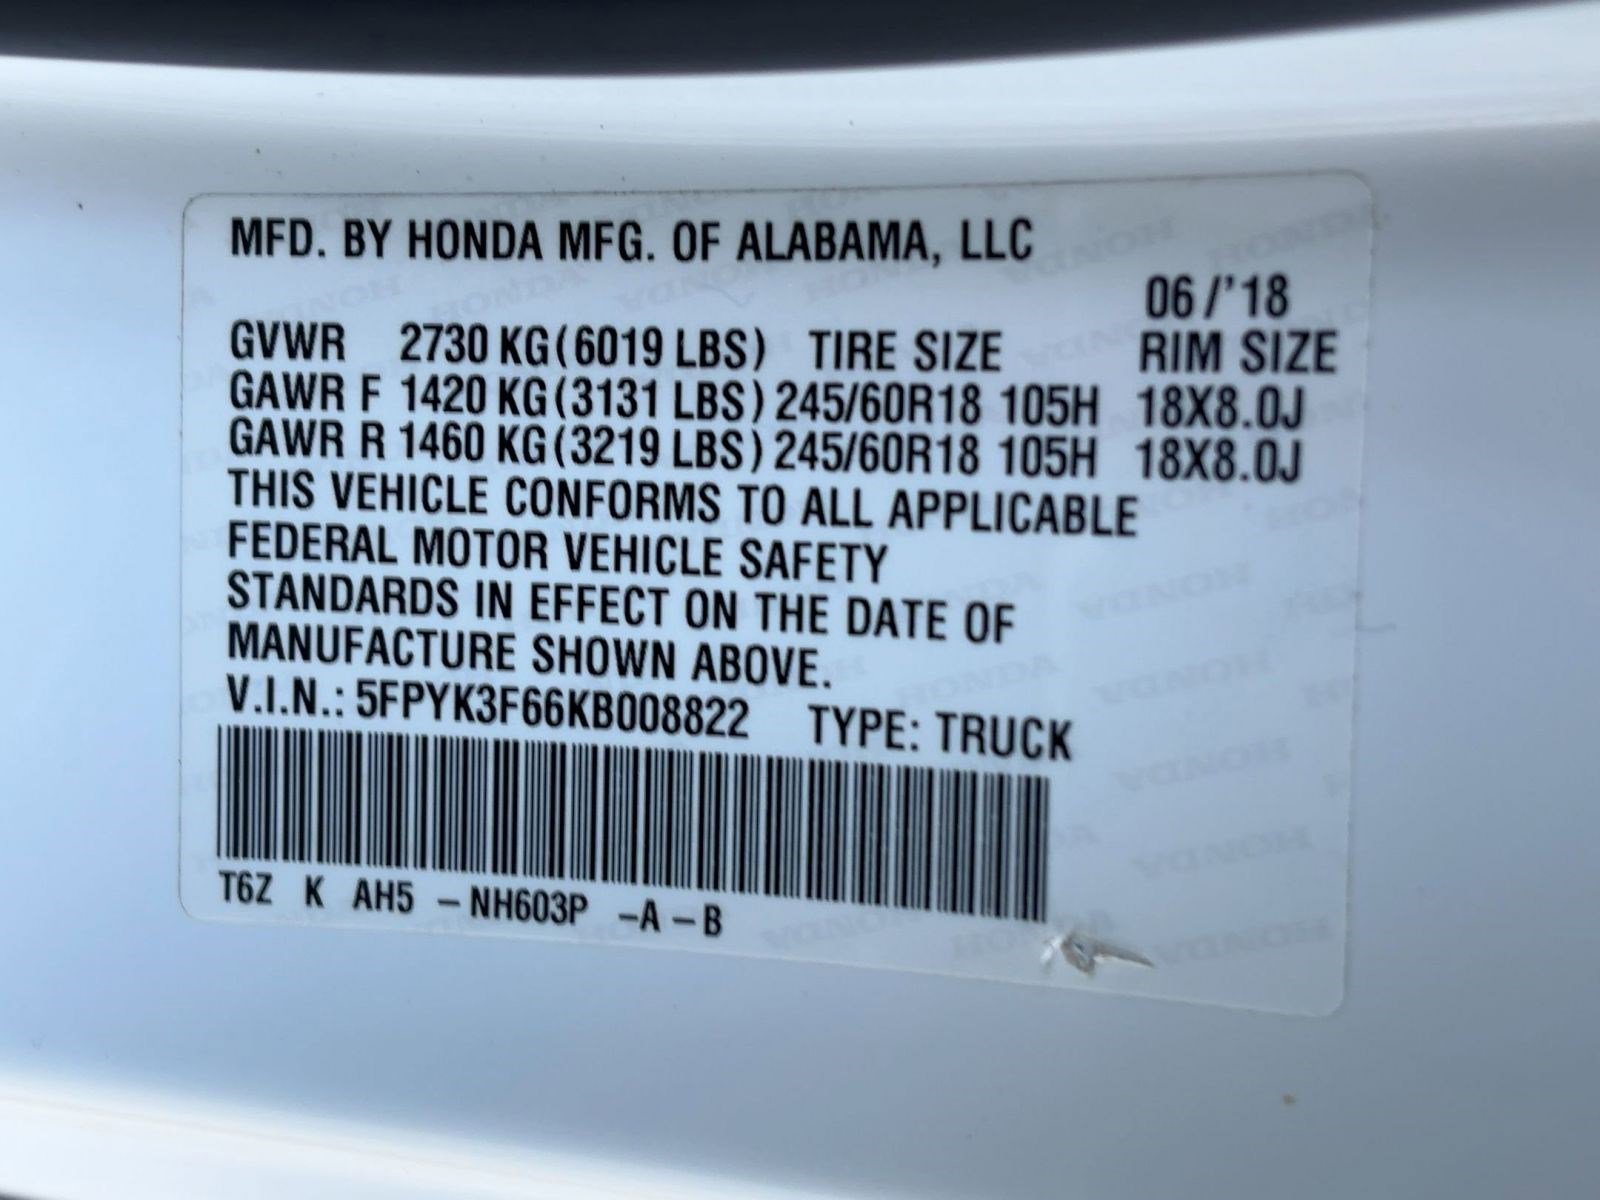 MFD. BY HONDA MFG. OF ALABAMA, LLC
06 /'18
GVWR 2730 KG (6019 LBS) TIRE SIZE RIM SIZE
GAWR F 1420 KG (3131 LBS) 245/60R18 105H 18X8.0J
GAWR R 1460 KG (3219 LBS) 245/60R18 105H 18X8.0J
THIS VEHICLE CONFORMS TO ALL APPLICABLE
FEDERAL MOTOR VEHICLE SAFETY
STANDARDS IN EFFECT ON THE DATE OF
MANUFACTURE SHOWN ABOVE.
V.I.N.: 5FPYK3F66KB008822 TYPE: TRUCK
T6Z K AH5 - NH603P -A - B